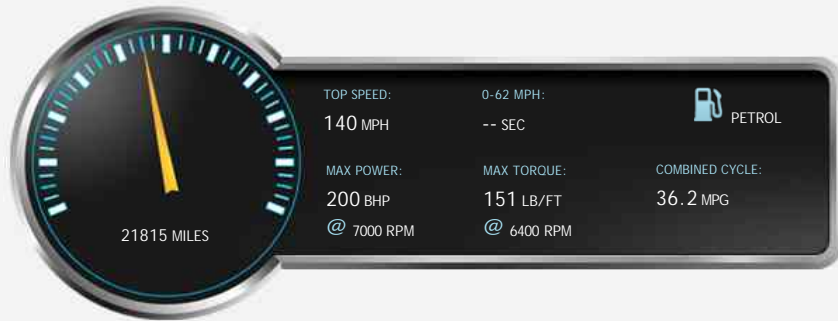 TOP SPEED:
140 MPH
0-62 MPH:
-- SEC
PETROL
MAX POWER:
200 BHP
@ 7000 RPM
MAX TORQUE:
151 LB/FT
@ 6400 RPM
COMBINED CYCLE:
36.2 MPG
21815 MILES